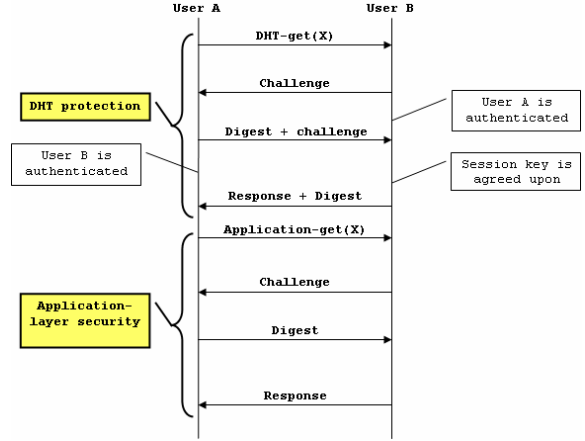 User A
User B
DHT-get(X)
Challenge
DHT protection
User A is
authenticated
Digest + challenge
User B is
authenticated
Session key is
agreed upon
Response + Digest
Application-get(X)
Challenge
Application-
layer security
Digest
Response